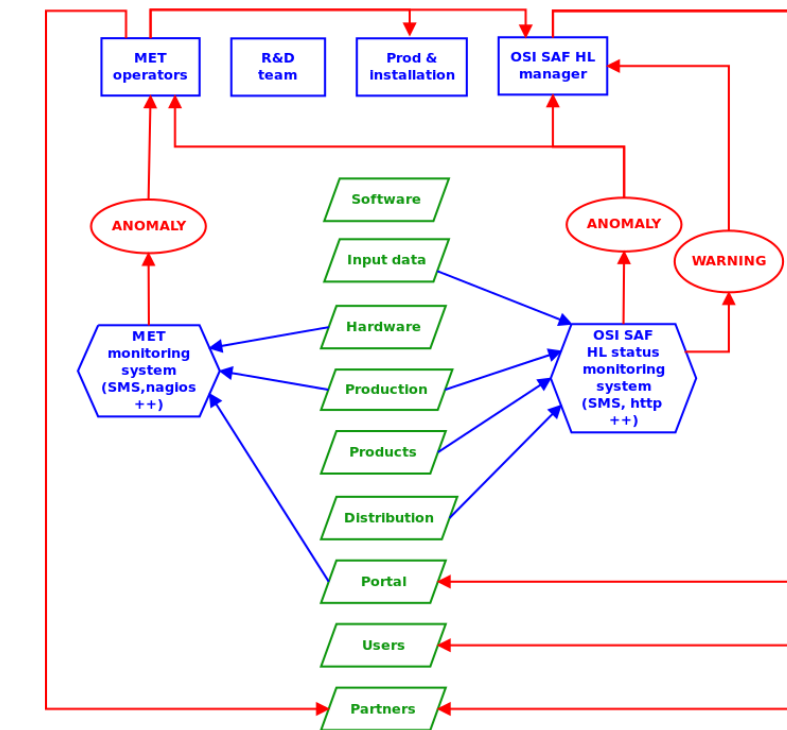 MET
operators
R&D
team
Prod &
installation
OSI SAF HL
manager
Software
ANOMALY
ANOMALY
Input data
WARNING
Hardware
MET
monitoring
system
(SMS,nagios
++)
OSI SAF
HL status
monitoring
system
(SMS, http
++)
Production
Products
Distribution
Portal
Users
Partners